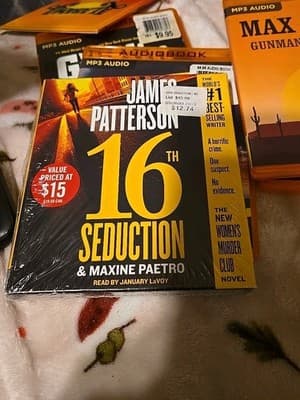 MP3 AUDIO
$9.95
AUDIOBOOK
MP3 AUDIO
MP3 AUDIO
MAX
GUNMAN
MP3 AUDIO
JAMES
PATTERSON
$12.74
THE
WORLD'S
#1
BEST-
SELLING
WRITER
A horrific
crime.
One
suspect.
No
evidence.
VALUE
PRICED AT
$15
16TH
SEDUCTION
& MAXINE PAETRO
READ BY JANUARY LaVOY
THE
NEW
WOMEN'S
MURDER
CLUB
NOVEL